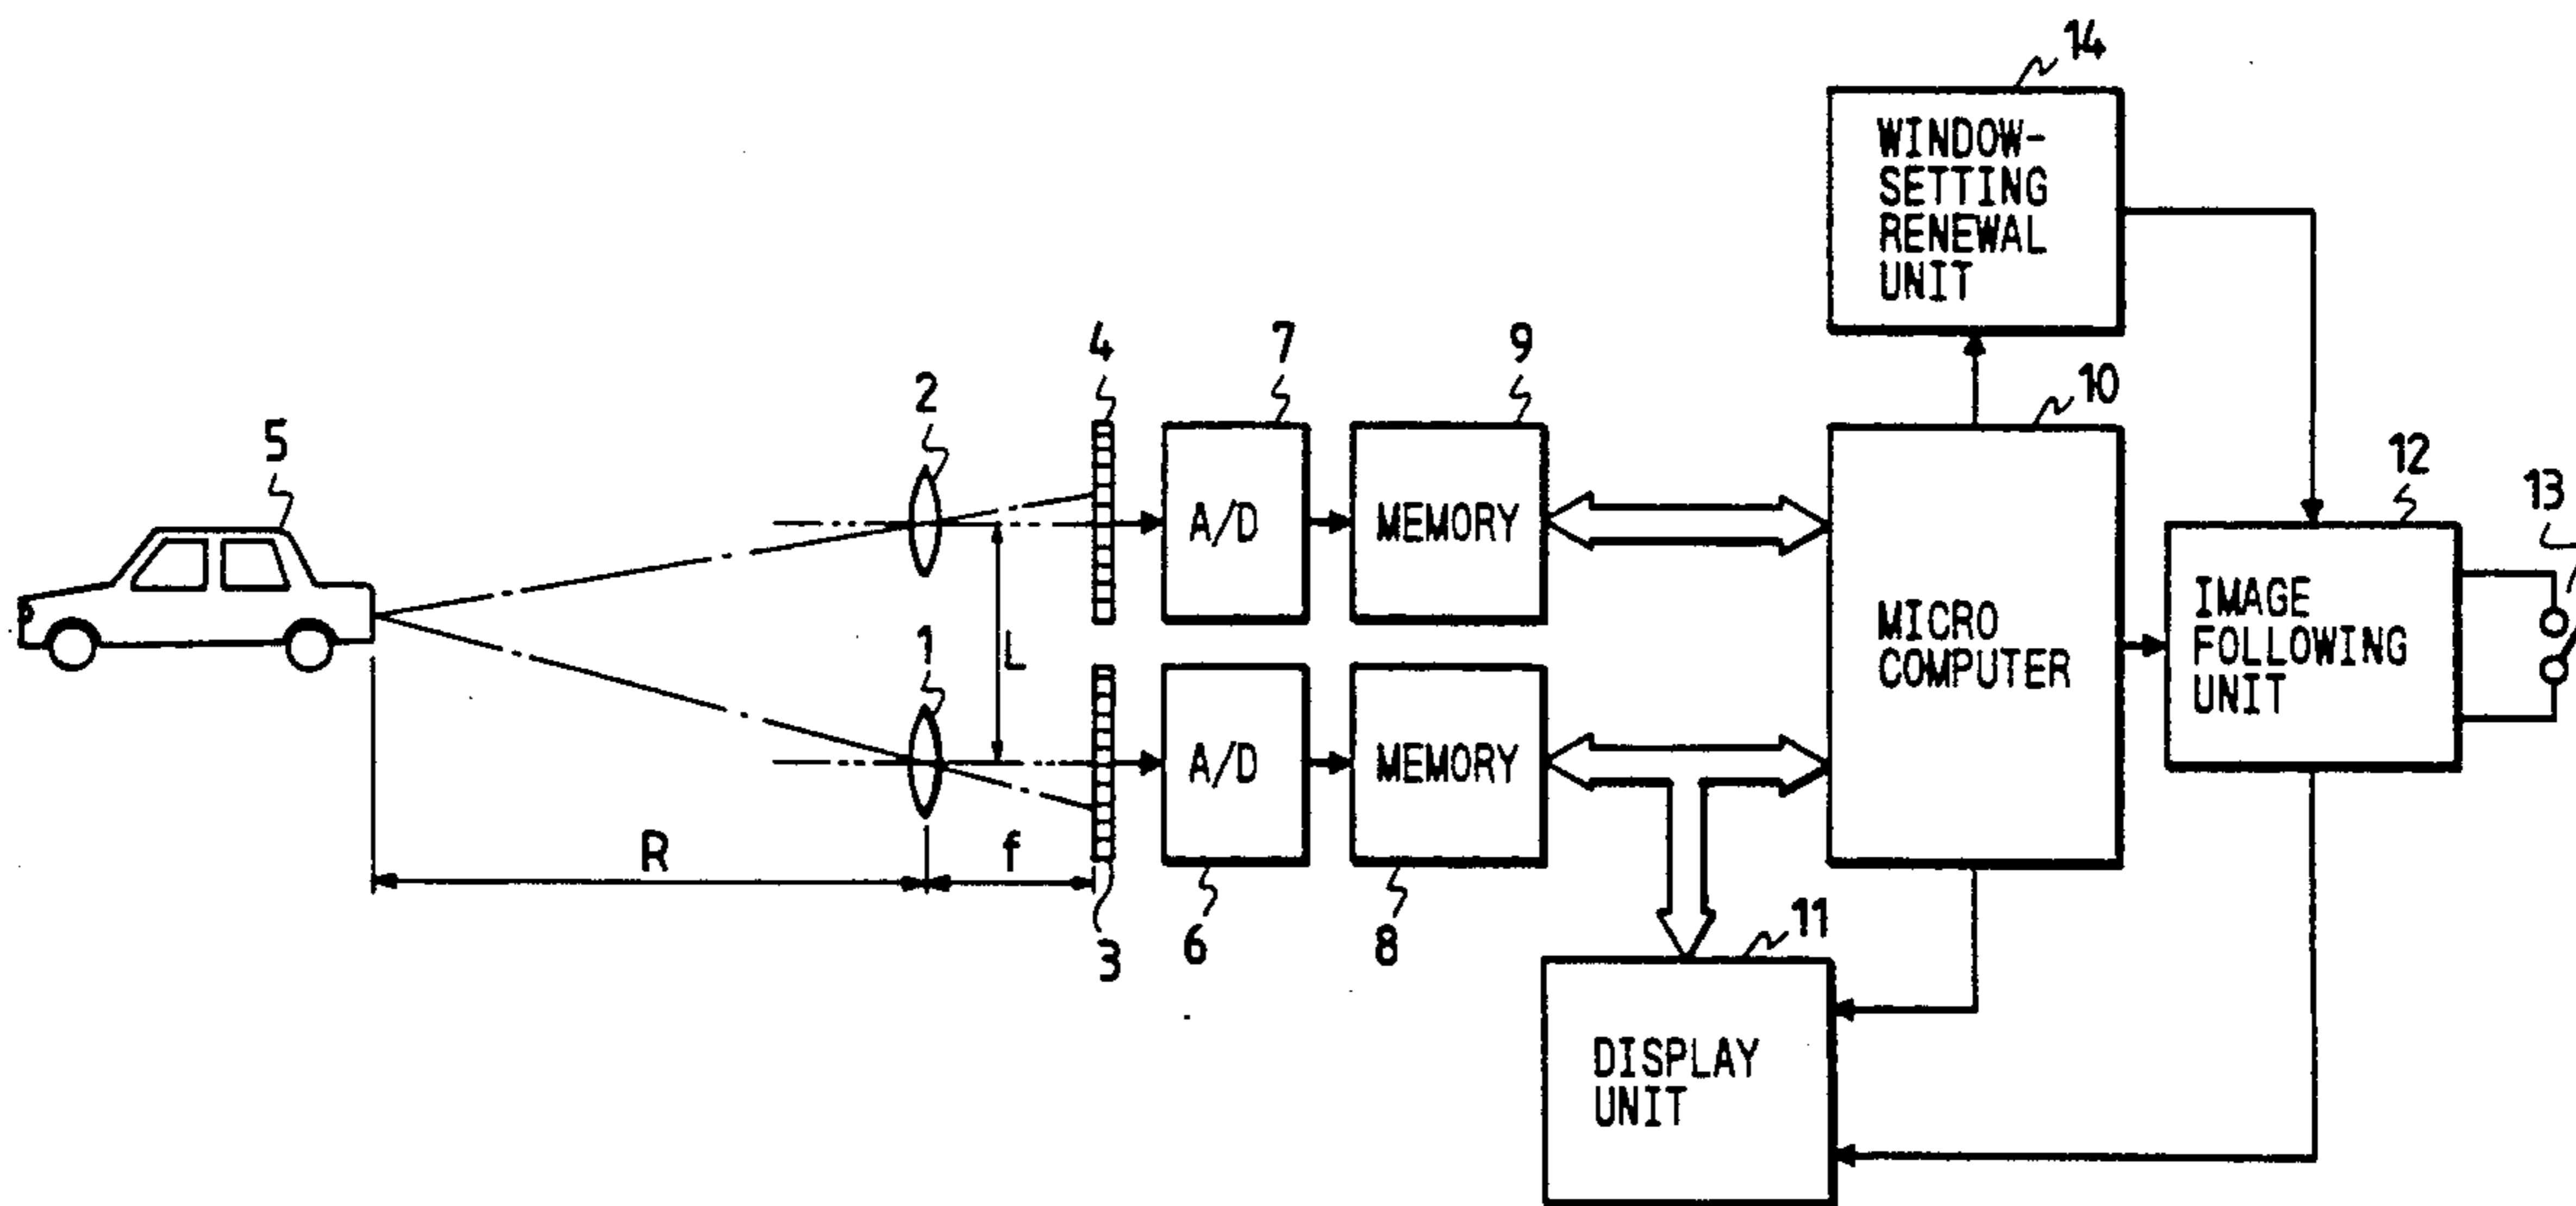 14
WINDOW-
SETTING
RENEWAL
UNIT
4
7
9
10
2
5
12
13
A/D
MEMORY
1
L
MICRO
COMPUTER
IMAGE
FOLLOWING
UNIT
A/D
MEMORY
R
f
3
6
8
11
DISPLAY
UNIT